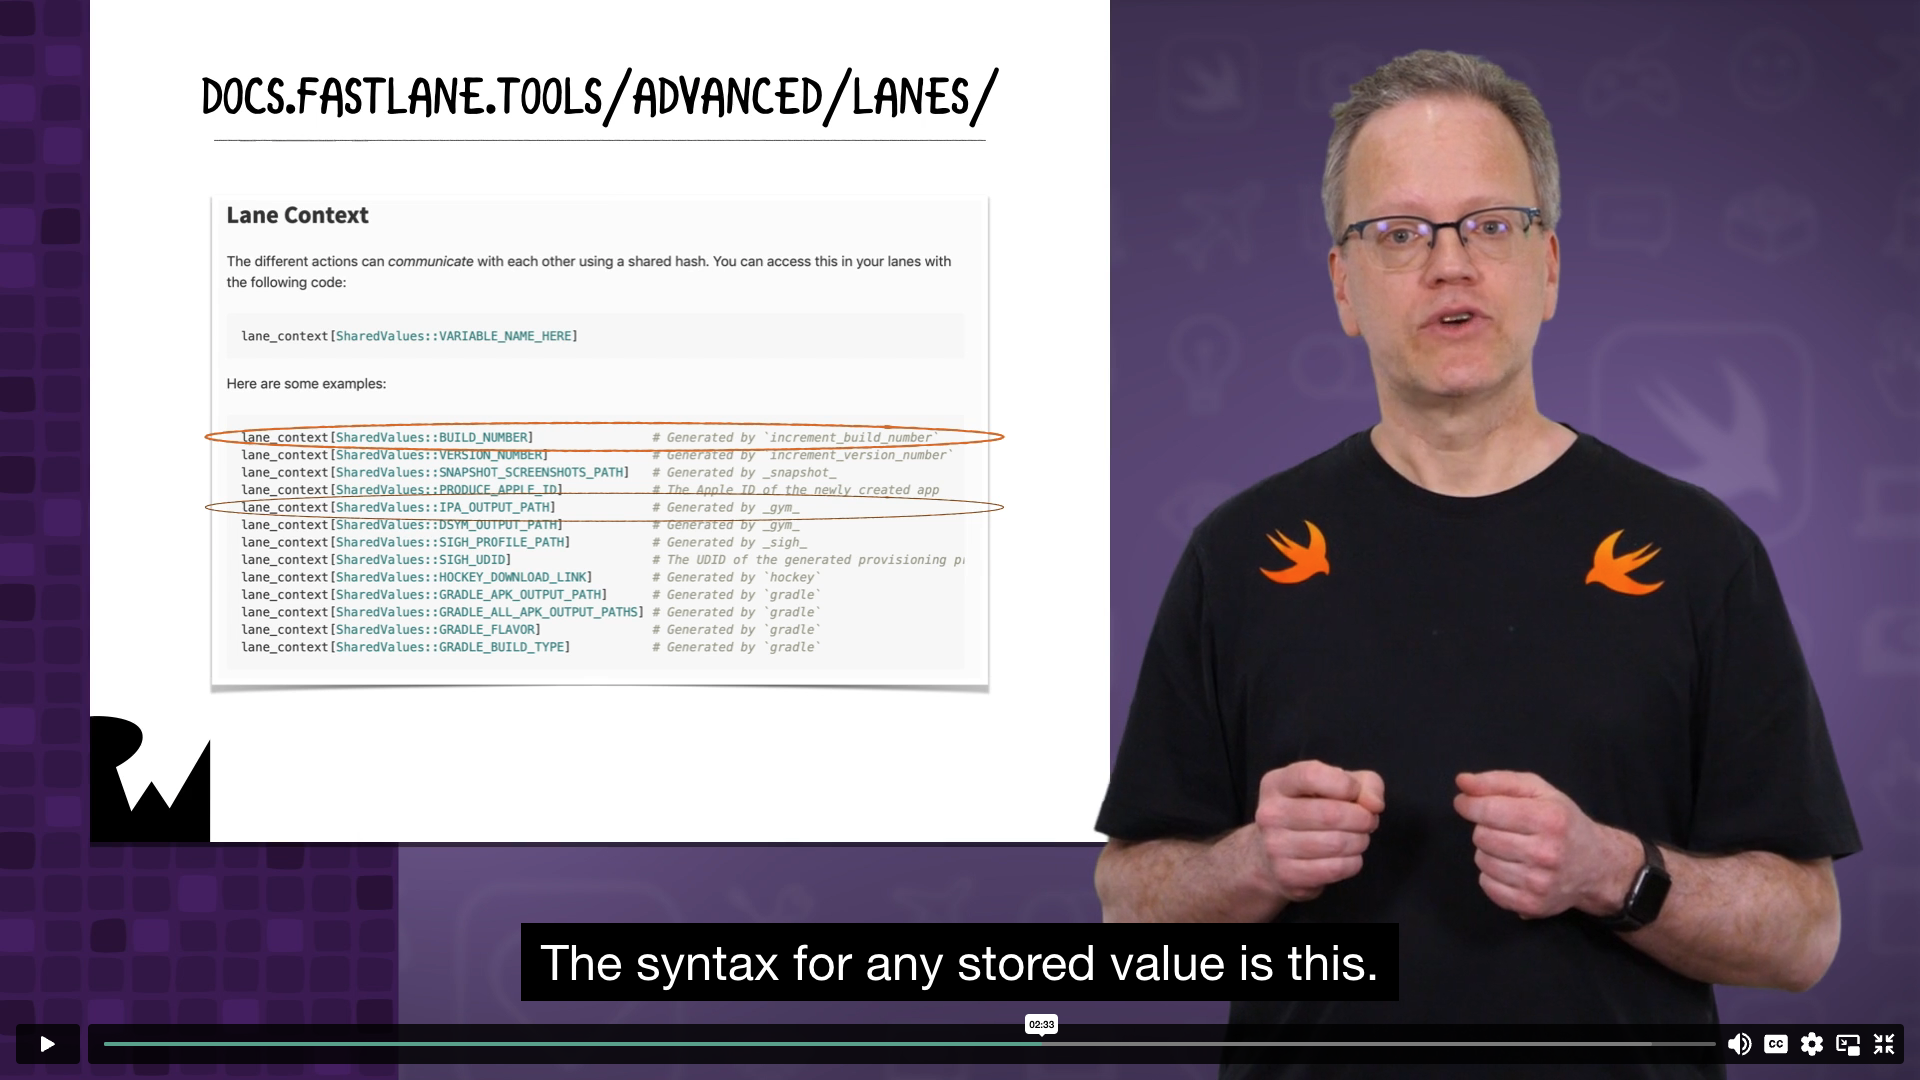 DOCS.FASTLANE.TOOLS/ADVANCED/LANES/
Lane Context
The different actions can communicate with each other using a shared hash. You can access this in your lanes with
the following code:
lane_context[SharedValues::VARIABLE_NAME_HERE]
Here are some examples:
lane_context[SharedValues::BUILD_NUMBER] # Generated by `increment_build_number`
lane_context[SharedValues::VERSION_NUMBER] # Generated by `increment_version_number`
lane_context[SharedValues::SNAPSHOT_SCREENSHOTS_PATH] # Generated by _snapshot_
lane_context[SharedValues::PRODUCE_APPLE_ID] # The Apple ID of the newly created app
lane_context[SharedValues::IPA_OUTPUT_PATH] # Generated by _gym_
lane_context[SharedValues::DSYM_OUTPUT_PATH] # Generated by _gym_
lane_context[SharedValues::SIGH_PROFILE_PATH] # Generated by _sigh_
lane_context[SharedValues::SIGH_UDID] # The UDID of the generated provisioning
lane_context[SharedValues::HOCKEY_DOWNLOAD_LINK] # Generated by `hockey`
lane_context[SharedValues::GRADLE_APK_OUTPUT_PATH] # Generated by `gradle`
lane_context[SharedValues::GRADLE_ALL_APK_OUTPUT_PATHS] # Generated by `gradle`
lane_context[SharedValues::GRADLE_FLAVOR] # Generated by `gradle`
lane_context[SharedValues::GRADLE_BUILD_TYPE] # Generated by `gradle`
RW
The syntax for any stored value is this.
02:33
CC